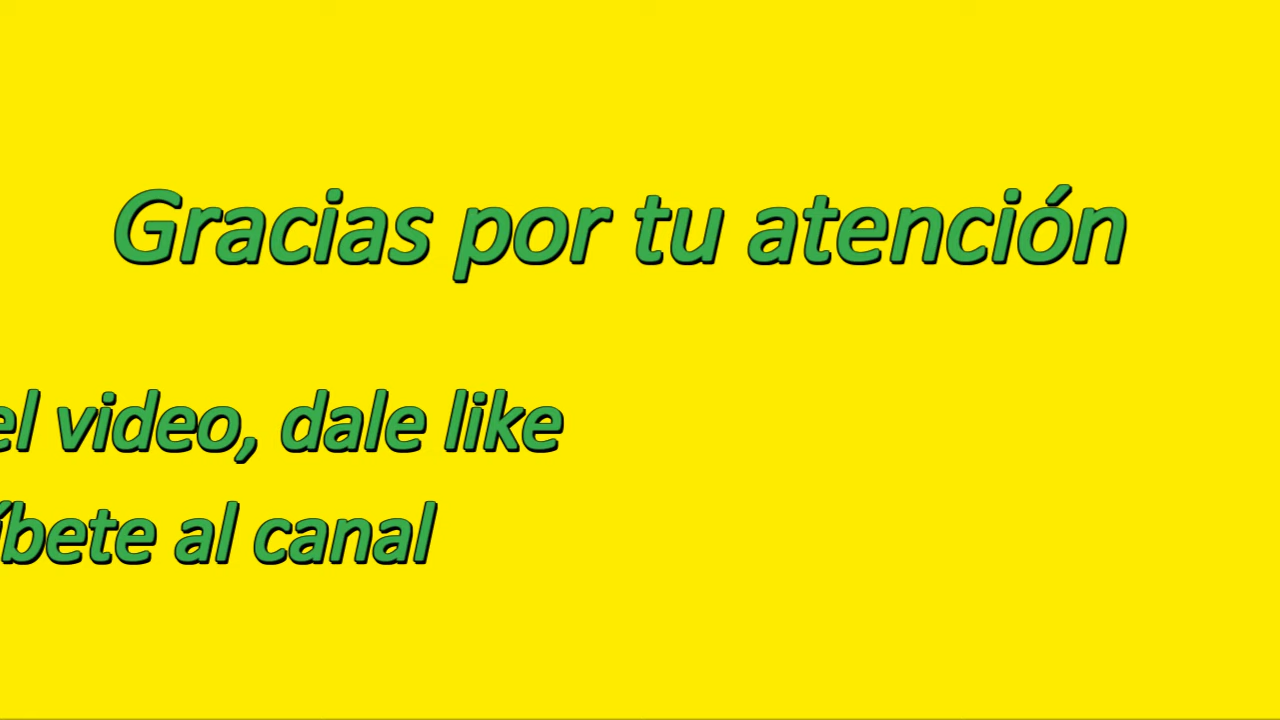 Gracias por tu atención
el video, dale like
íbete al canal